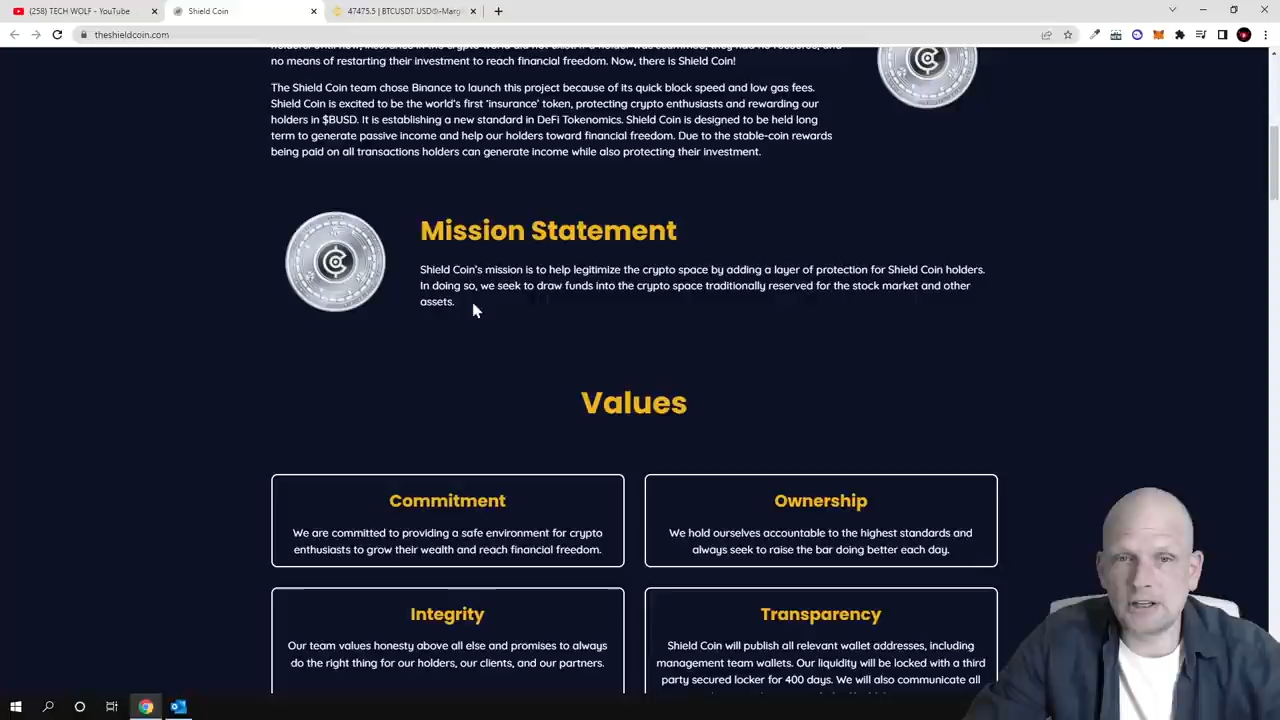 (258) TECH WOLF - YouTube
Shield Coin
47475.5 | BTCUSDT USDⓈ-Marg
theshieldcoin.com
no means of restarting their investment to reach financial freedom. Now, there is Shield Coin!
The Shield Coin team chose Binance to launch this project because of its quick block speed and low gas fees.
Shield Coin is excited to be the world's first 'insurance' token, protecting crypto enthusiasts and rewarding our
holders in $BUSD. It is establishing a new standard in DeFi Tokenomics. Shield Coin is designed to be held long
term to generate passive income and help our holders toward financial freedom. Due to the stable-coin rewards
being paid on all transactions holders can generate income while also protecting their investment.
Mission Statement
Shield Coin's mission is to help legitimize the crypto space by adding a layer of protection for Shield Coin holders.
In doing so, we seek to draw funds into the crypto space traditionally reserved for the stock market and other
assets.
Values
Commitment
We are committed to providing a safe environment for crypto
enthusiasts to grow their wealth and reach financial freedom.
Ownership
We hold ourselves accountable to the highest standards and
always seek to raise the bar doing better each day.
Integrity
Our team values honesty above all else and promises to always
do the right thing for our holders, our clients, and our partners.
Transparency
Shield Coin will publish all relevant wallet addresses, including
management team wallets. Our liquidity will be locked with a third
party secured locker for 400 days. We will also communicate all